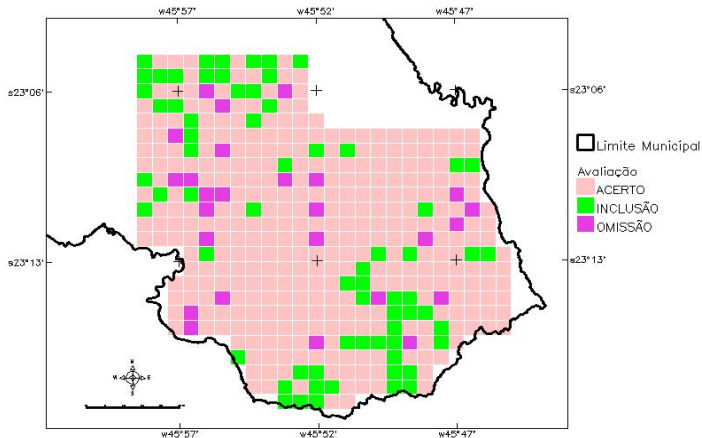 w45°57' w45°52' w45°47'
s23°06' s23°06'
Limite Municipal
Avaliação
ACERTO
INCLUSÃO
OMISSÃO
s23°13' s23°13'
N
W E
S
w45°57' w45°52' w45°47'